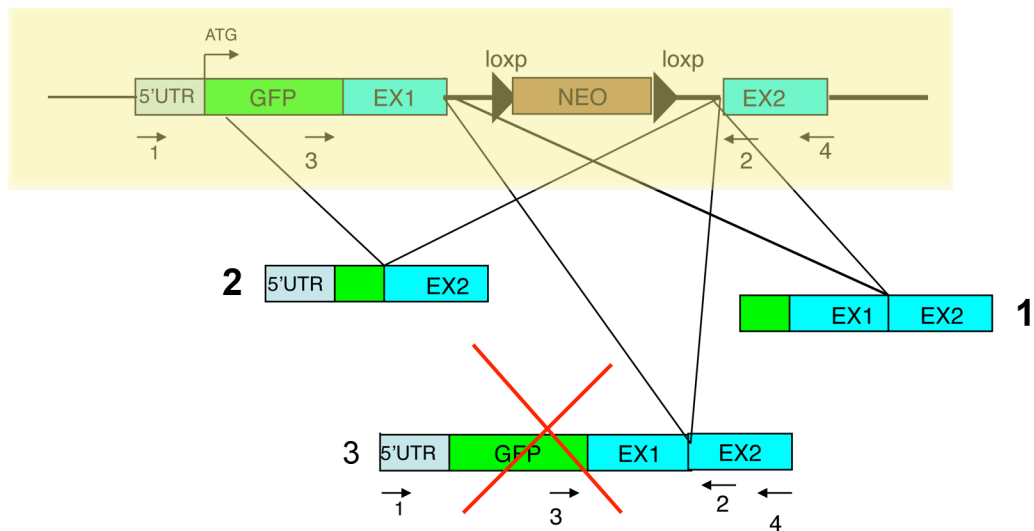 ATG
loxp loxp
5'UTR GFP EX1 NEO EX2
1 3 2 4
2 5'UTR EX2
EX1 EX2 1
3 5'UTR GFP EX1 EX2
1 3 2 4